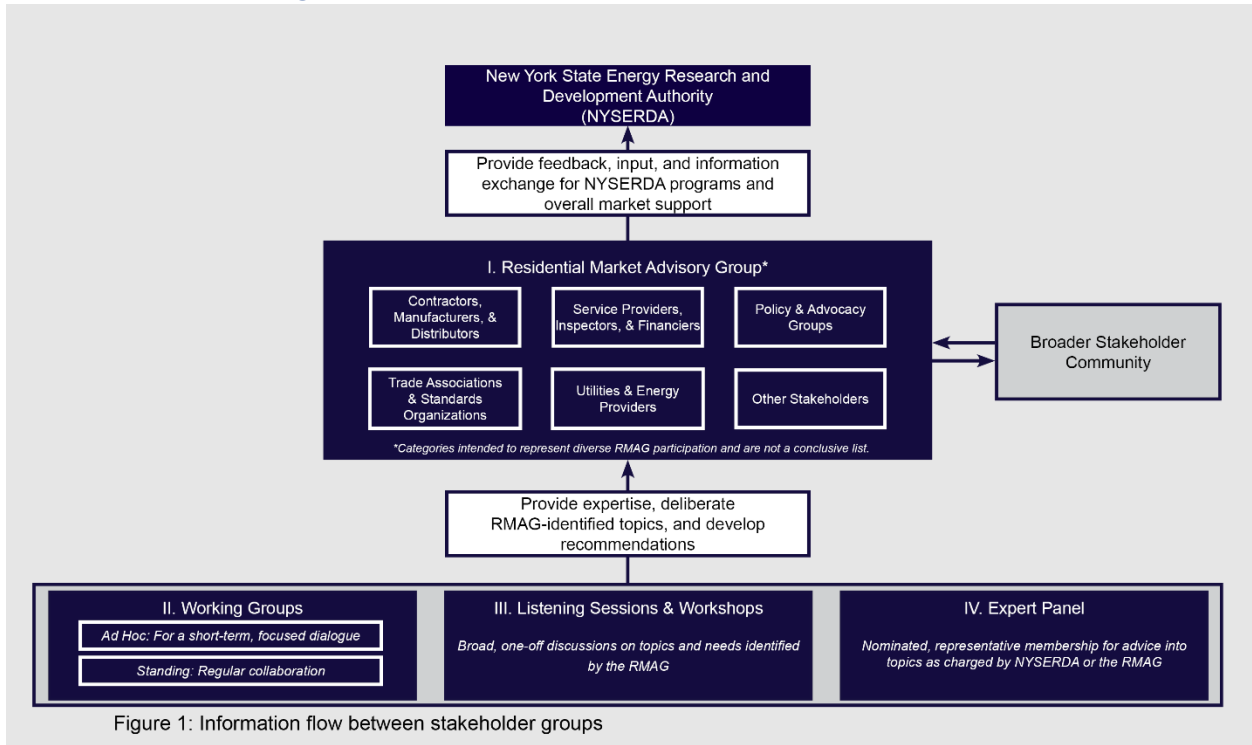 New York State Energy Research and
Development Authority
(NYSERDA)
Provide feedback, input, and information
exchange for NYSERDA programs and
overall market support
I. Residential Market Advisory Group*
Contractors,
Manufacturers, &
Distributors
Service Providers,
Inspectors, & Financiers
Policy & Advocacy
Groups
Trade Associations
& Standards
Organizations
Utilities & Energy
Providers
Other Stakeholders
*Categories intended to represent diverse RMAG participation and are not a conclusive list.
Broader Stakeholder
Community
Provide expertise, deliberate
RMAG-identified topics, and develop
recommendations
II. Working Groups
Ad Hoc: For a short-term, focused dialogue
Standing: Regular collaboration
III. Listening Sessions & Workshops
Broad, one-off discussions on topics and needs identified
by the RMAG
IV. Expert Panel
Nominated, representative membership for advice into
topics as charged by NYSERDA or the RMAG
Figure 1: Information flow between stakeholder groups